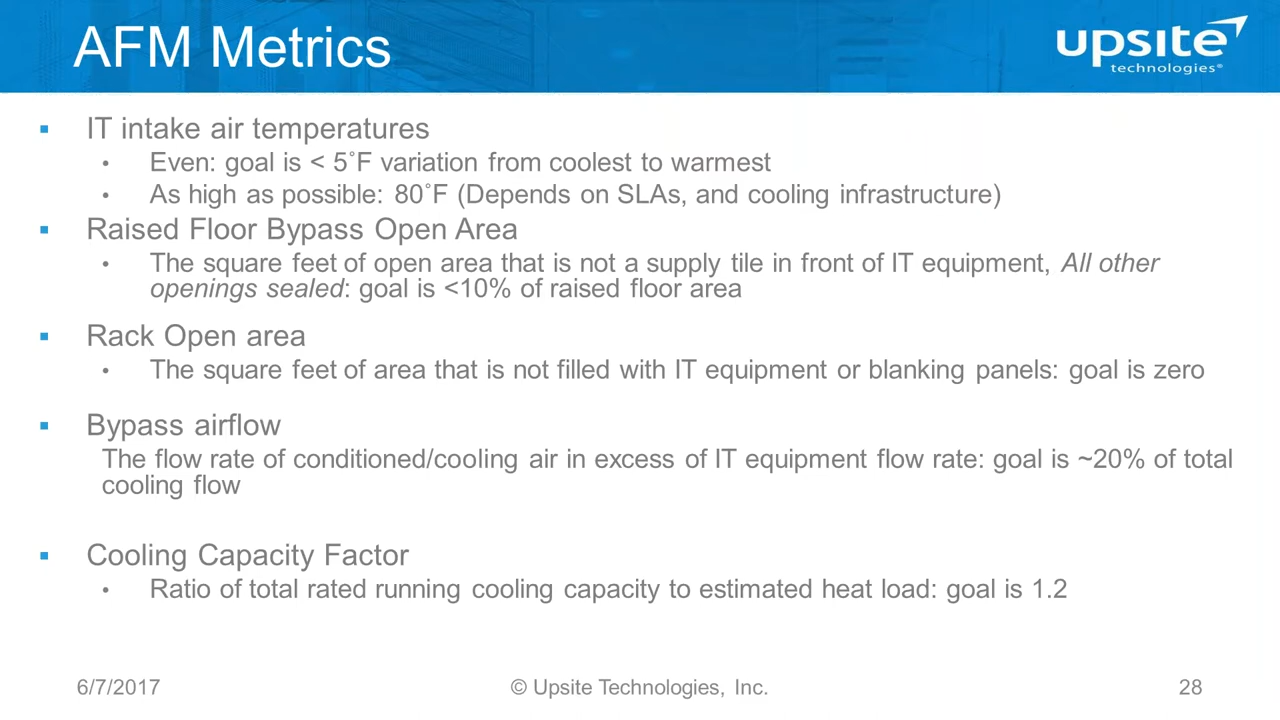 AFM Metrics
upsite
technologies®
▪ IT intake air temperatures
• Even: goal is < 5˚F variation from coolest to warmest
• As high as possible: 80˚F (Depends on SLAs, and cooling infrastructure)
▪ Raised Floor Bypass Open Area
• The square feet of open area that is not a supply tile in front of IT equipment, All other
openings sealed: goal is <10% of raised floor area
▪ Rack Open area
• The square feet of area that is not filled with IT equipment or blanking panels: goal is zero
▪ Bypass airflow
The flow rate of conditioned/cooling air in excess of IT equipment flow rate: goal is ~20% of total
cooling flow
▪ Cooling Capacity Factor
• Ratio of total rated running cooling capacity to estimated heat load: goal is 1.2
6/7/2017
© Upsite Technologies, Inc.
28